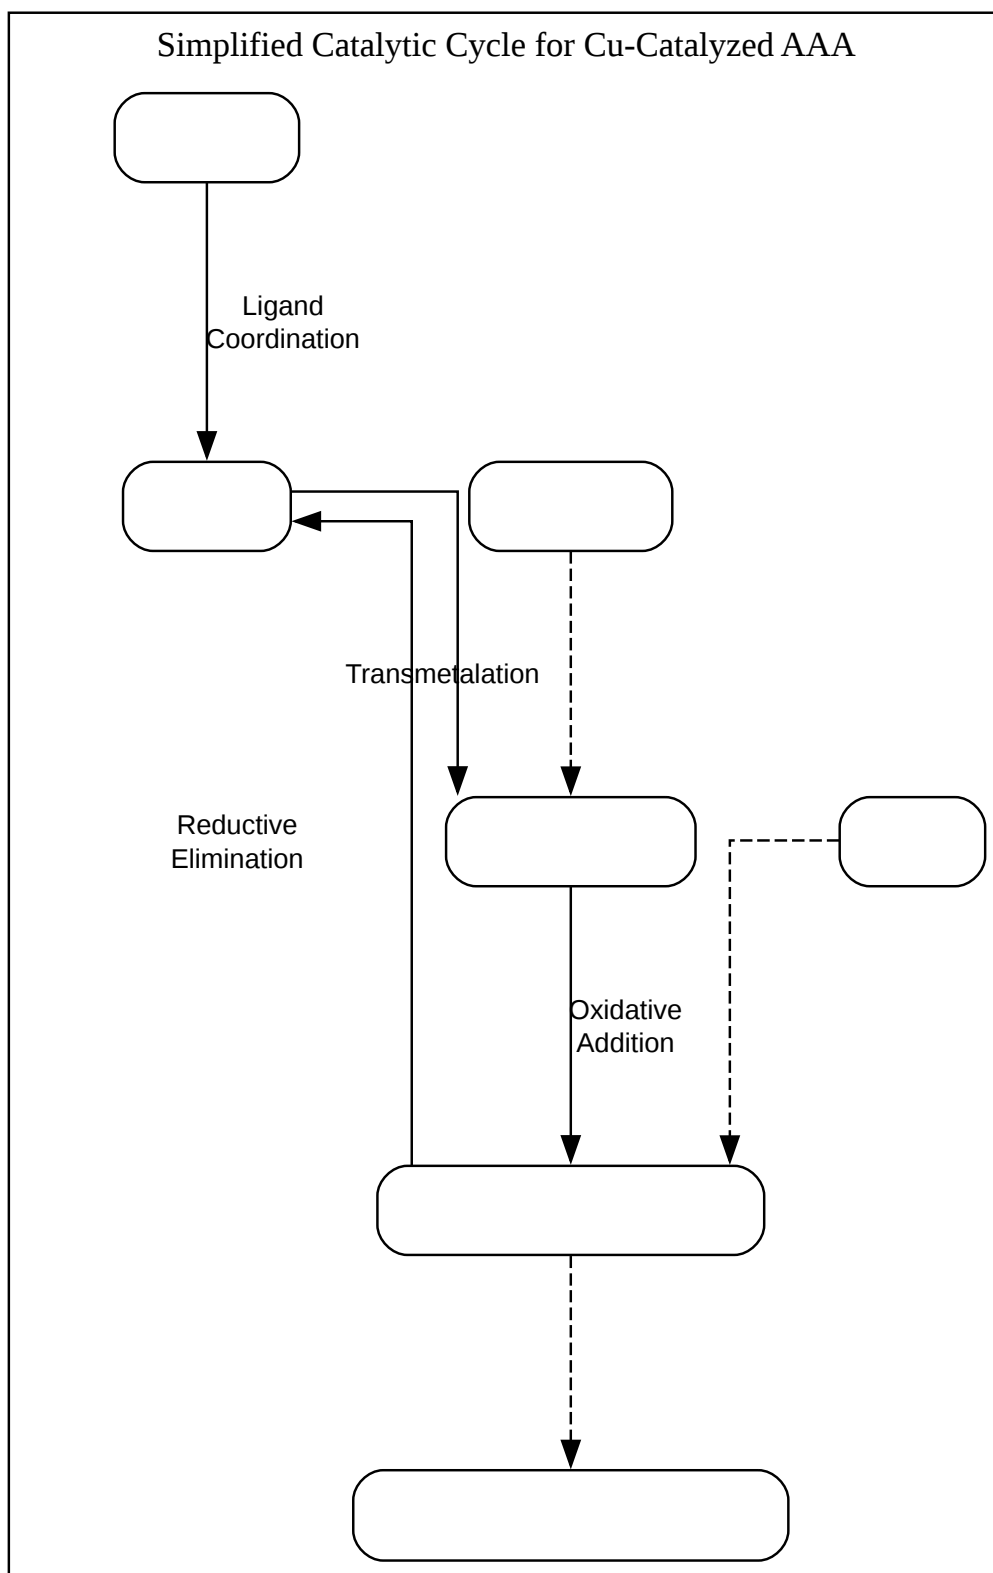 Simplified Catalytic Cycle for Cu-Catalyzed AAA
Ligand
Coordination
Transmetalation
Reductive
Elimination
Oxidative
Addition